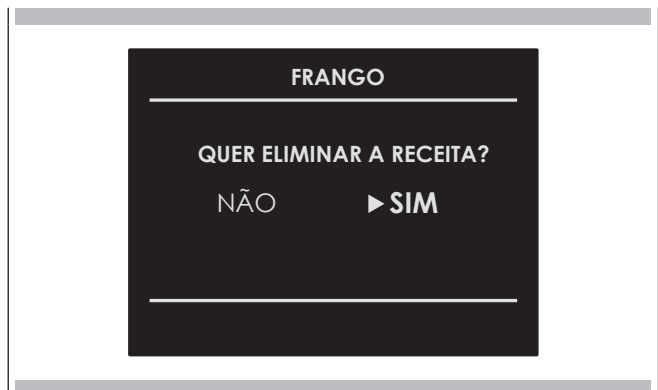 FRANGO
QUER ELIMINAR A RECEITA?
NÃO ▶SIM